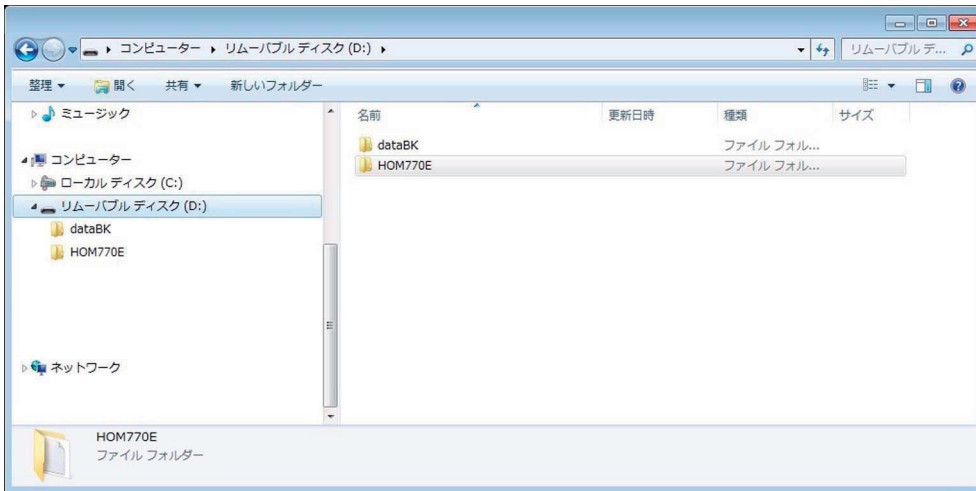 コンピューター リムーバブル ディスク (D:)
リムーバブル デ...
整理 開く 共有 新しいフォルダー
ミュージック
コンピューター
ローカル ディスク (C:)
リムーバブル ディスク (D:)
dataBK
HOM770E
ネットワーク
名前 更新日時 種類 サイズ
dataBK ファイル フォル...
HOM770E ファイル フォル...
HOM770E
ファイル フォルダー